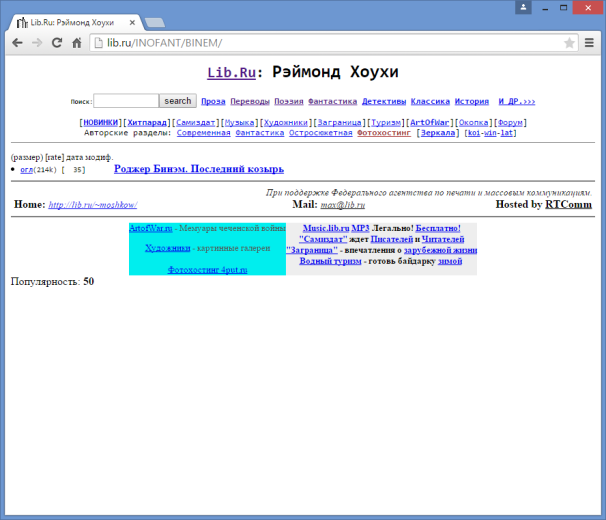 Lib.Ru: Рэймонд Хоухи
lib.ru/INOFANT/BINEM/
Lib.Ru: Рэймонд Хоухи
Поиск: search Проза Переводы Поэзия Фантастика Детективы Классика История И ДР.>>>
[НОВИНКИ][Хитпарад][Самиздат][Музыка][Художники][Заграница][Туризм][ArtOfWar][Окопка][Форум]
Авторские разделы: Современная Фантастика Остросюжетная Фотохостинг [Зеркала] [koi-win-lat]
(размер) [rate] дата модиф.
огл(214k) [ 35] Роджер Бинэм. Последний козырь
При поддержке Федерального агентства по печати и массовым коммуникациям.
Home: http://lib.ru/~moshkow/ Mail: max@lib.ru Hosted by RTComm
ArtofWar.ru - Мемуары чеченской войны
Художники - картинные галереи
Фотохостинг 4put.ru
Music.lib.ru MP3 Легально! Бесплатно!
"Самиздат" ждет Писателей и Читателей
"Заграница" - впечатления о зарубежной жизни
Водный туризм - готовь байдарку зимой
Популярность: 50